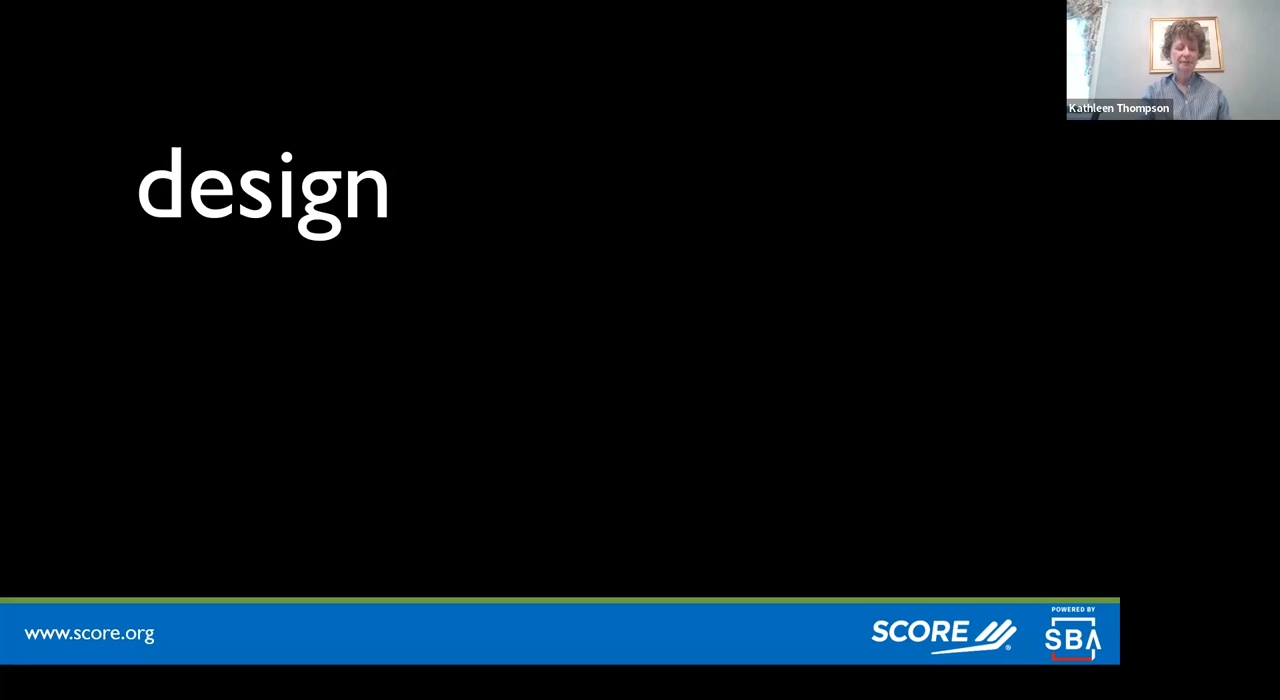 Kathleen Thompson
design
www.score.org
SCORE
®
POWERED BY
SBA